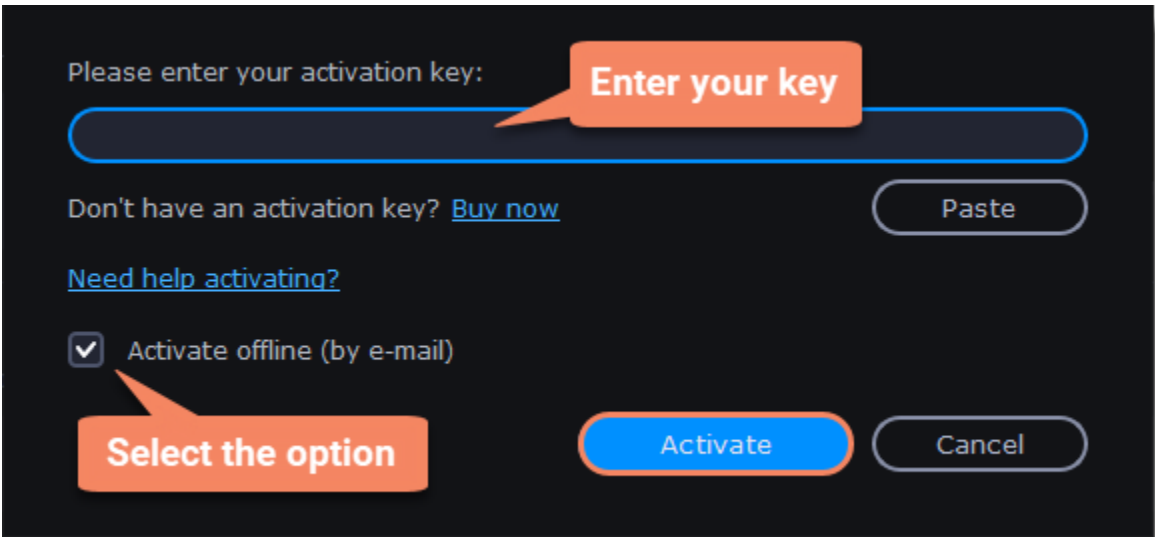 Please enter your activation key:
Enter your key
Don't have an activation key? Buy now
Paste
Need help activating?
Activate offline (by e-mail)
Select the option
Activate
Cancel